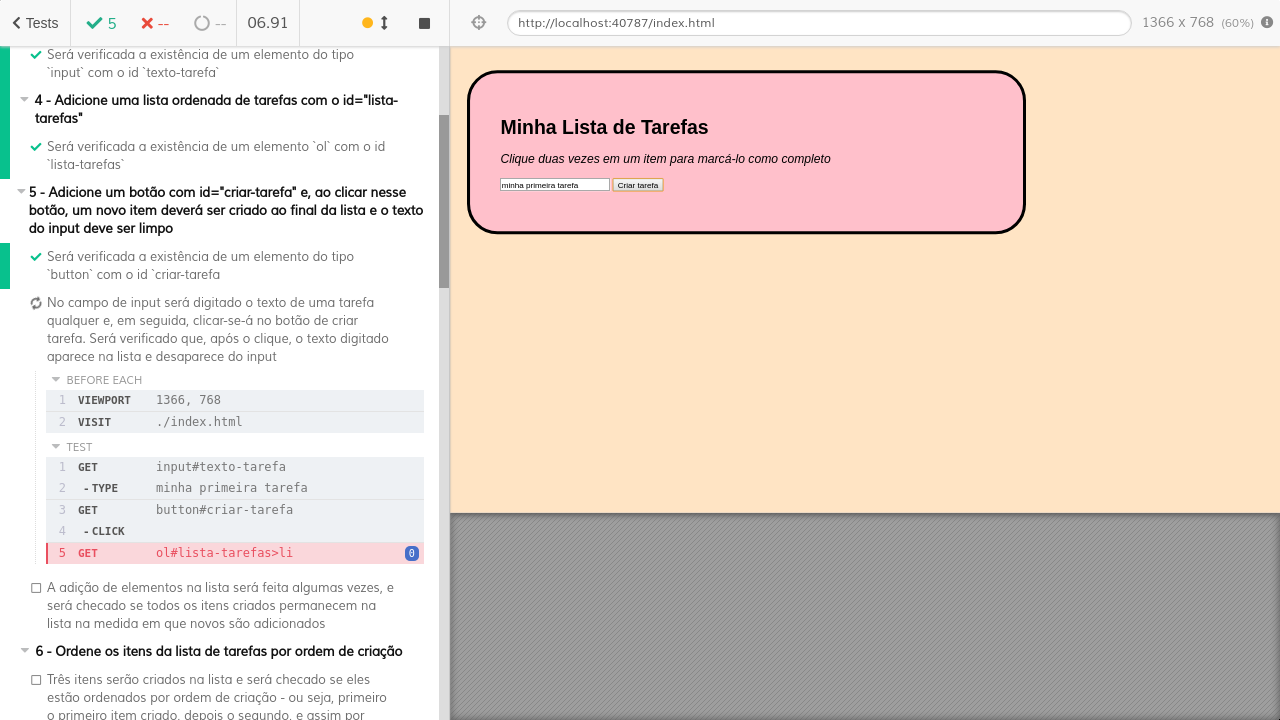 Tests 5 -- -- 06.91
http://localhost:40787/index.html 1366 x 768 (60%)
Será verificada a existência de um elemento do tipo
`input` com o id `texto-tarefa`
4 - Adicione uma lista ordenada de tarefas com o id="lista-
tarefas"
Será verificada a existência de um elemento `ol` com o id
`lista-tarefas`
5 - Adicione um botão com id="criar-tarefa" e, ao clicar nesse
botão, um novo item deverá ser criado ao final da lista e o texto
do input deve ser limpo
Será verificada a existência de um elemento do tipo
`button` com o id `criar-tarefa
No campo de input será digitado o texto de uma tarefa
qualquer e, em seguida, clicar-se-á no botão de criar
tarefa. Será verificado que, após o clique, o texto digitado
aparece na lista e desaparece do input
BEFORE EACH
1 VIEWPORT 1366, 768
2 VISIT ./index.html
TEST
1 GET input#texto-tarefa
2 -TYPE minha primeira tarefa
3 GET button#criar-tarefa
4 -CLICK
5 GET ol#lista-tarefas>li 0
A adição de elementos na lista será feita algumas vezes, e
será checado se todos os itens criados permanecem na
lista na medida em que novos são adicionados
6 - Ordene os itens da lista de tarefas por ordem de criação
Três itens serão criados na lista e será checado se eles
estão ordenados por ordem de criação - ou seja, primeiro
o primeiro item criado, depois o segundo, e assim por
Minha Lista de Tarefas
Clique duas vezes em um item para marcá-lo como completo
minha primeira tarefa Criar tarefa